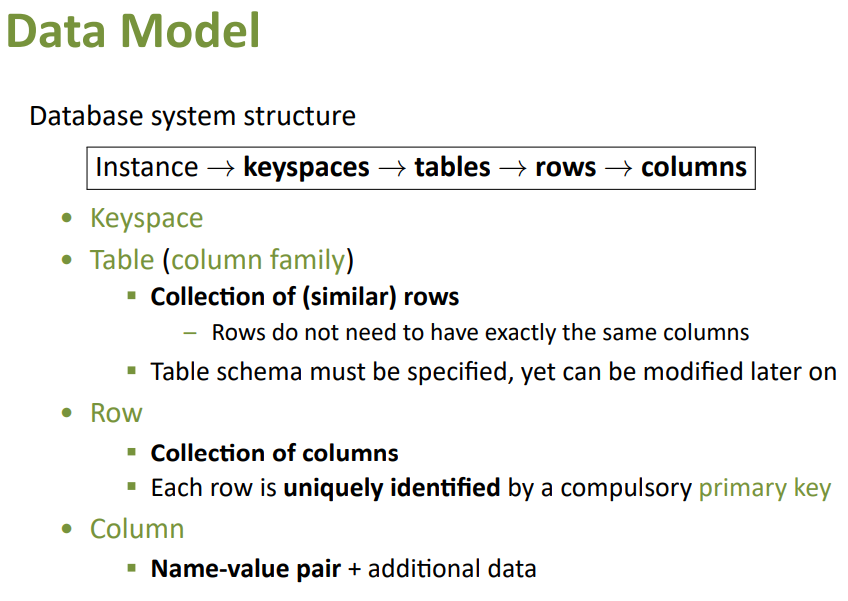 Data Model
Database system structure
Instance → keyspaces → tables → rows → columns
• Keyspace
• Table (column family)
▪ Collection of (similar) rows
– Rows do not need to have exactly the same columns
▪ Table schema must be specified, yet can be modified later on
• Row
▪ Collection of columns
▪ Each row is uniquely identified by a compulsory primary key
• Column
▪ Name-value pair + additional data